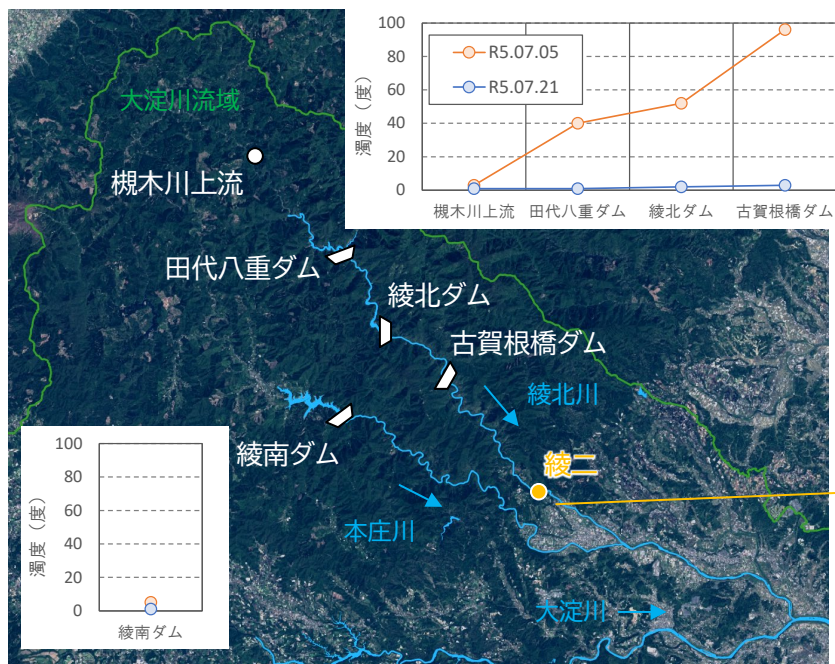 100
80
60
40
20
0
濁度（度）
R5.07.05
R5.07.21
槻木川上流
田代八重ダム
綾北ダム
古賀根橋ダム
大淀川流域
槻木川上流
田代八重ダム
綾北ダム
古賀根橋ダム
綾北川
綾南ダム
綾二
本庄川
大淀川
100
80
60
40
20
0
濁度（度）
綾南ダム